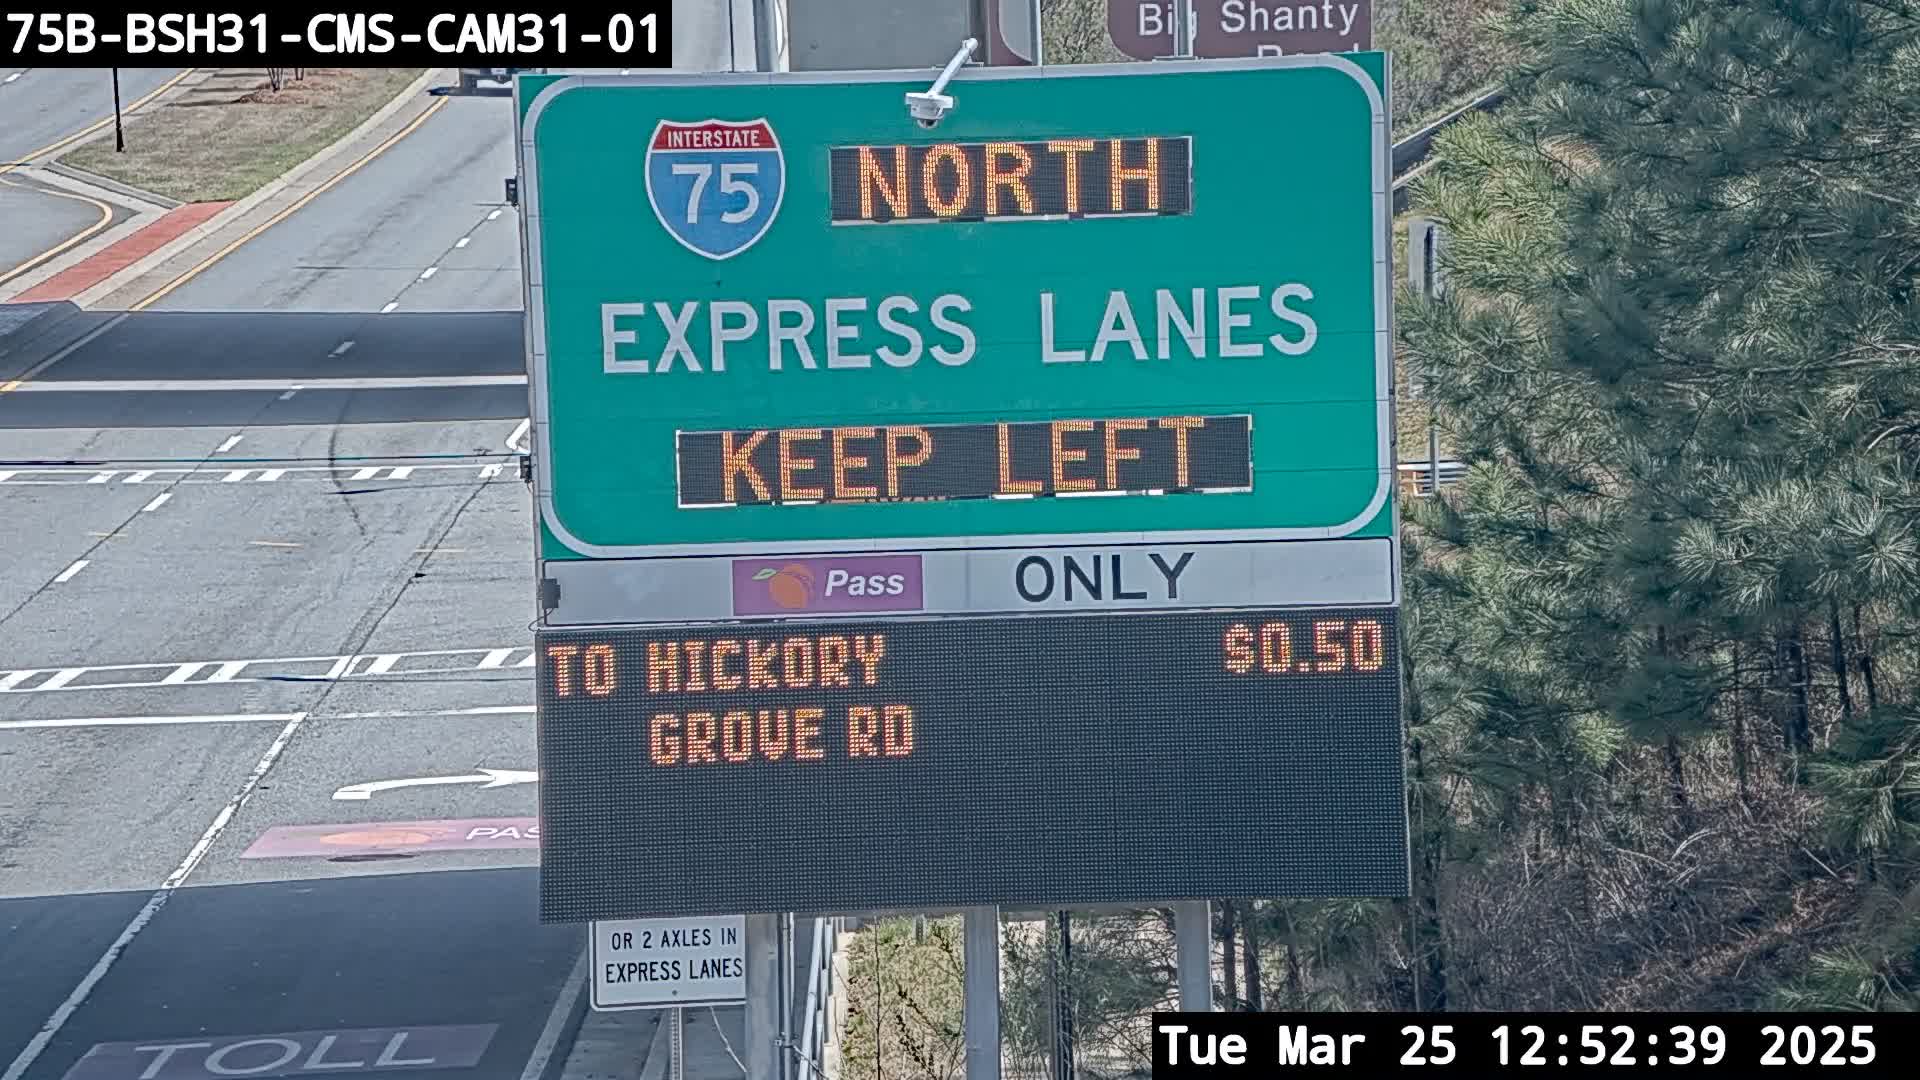 75B-BSH31-CMS-CAM31-01
Big Shanty
Road
INTERSTATE
75
NORTH
EXPRESS LANES
KEEP LEFT
Pass
ONLY
TO HICKORY
$0.50
GROVE RD
OR 2 AXLES IN
EXPRESS LANES
TOLL
Tue Mar 25 12:52:39 2025